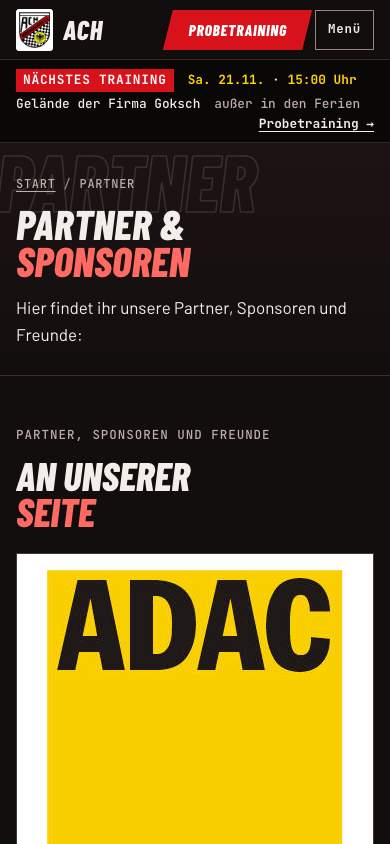 ACH
ACH
PROBETRAINING
Menü
NÄCHSTES TRAINING
Sa. 21.11. · 15:00 Uhr
Gelände der Firma Goksch außer in den Ferien
Probetraining →
PARTNER
START / PARTNER
PARTNER &
SPONSOREN
Hier findet ihr unsere Partner, Sponsoren und
Freunde:
PARTNER, SPONSOREN UND FREUNDE
AN UNSERER
SEITE
ADAC